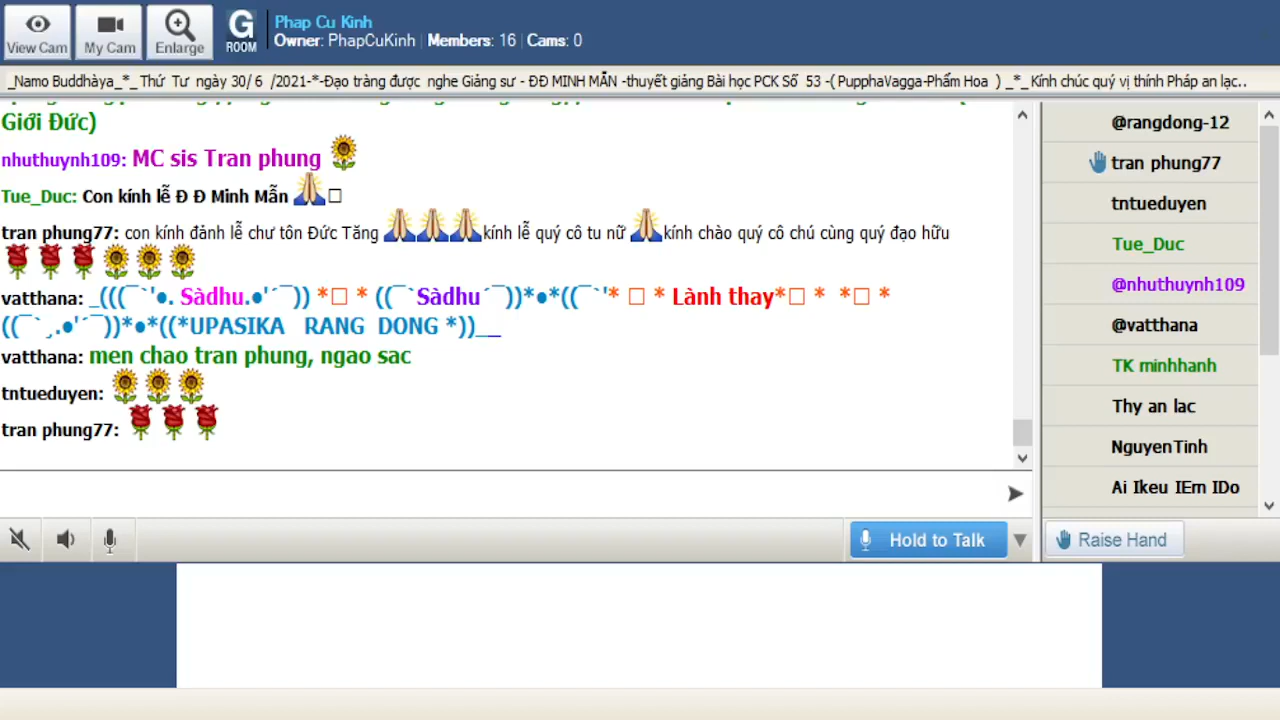 View Cam
My Cam
Enlarge
G
ROOM
Phap Cu Kinh
Owner: PhapCuKinh | Members: 16 | Cams: 0
_Namo Buddhàya_*_ Thứ Tư ngày 30/ 6 /2021-*-Đạo tràng được nghe Giảng sư - ĐĐ MINH MẪN -thuyết giảng Bài học PCK Số 53 -( PupphaVagga-Phẩm Hoa ) _*_ Kính chúc quý vị thính Pháp an lạc..
Giới Đức)
nhuthuynh109: MC sis Tran phung
Tue_Duc: Con kính lễ Đ Đ Minh Mẫn
tran phung77: con kính đảnh lễ chư tôn Đức Tăng kính lễ quý cô tu nữ kính chào quý cô chú cùng quý đạo hữu
vatthana: _(((¯`'•. Sàdhu.•'´¯)) *□ * ((¯`Sàdhu´¯))*•*((¯`'* □ * Lành thay*□ * *□ *
((¯`¸.•'´¯))*•*((*UPASIKA RANG DONG *))__
vatthana: men chao tran phung, ngao sac
tntueduyen:
tran phung77:
@rangdong-12
tran phung77
tntueduyen
Tue_Duc
@nhuthuynh109
@vatthana
TK minhhanh
Thy an lac
NguyenTinh
Ai Ikeu IEm IDo
Hold to Talk
Raise Hand